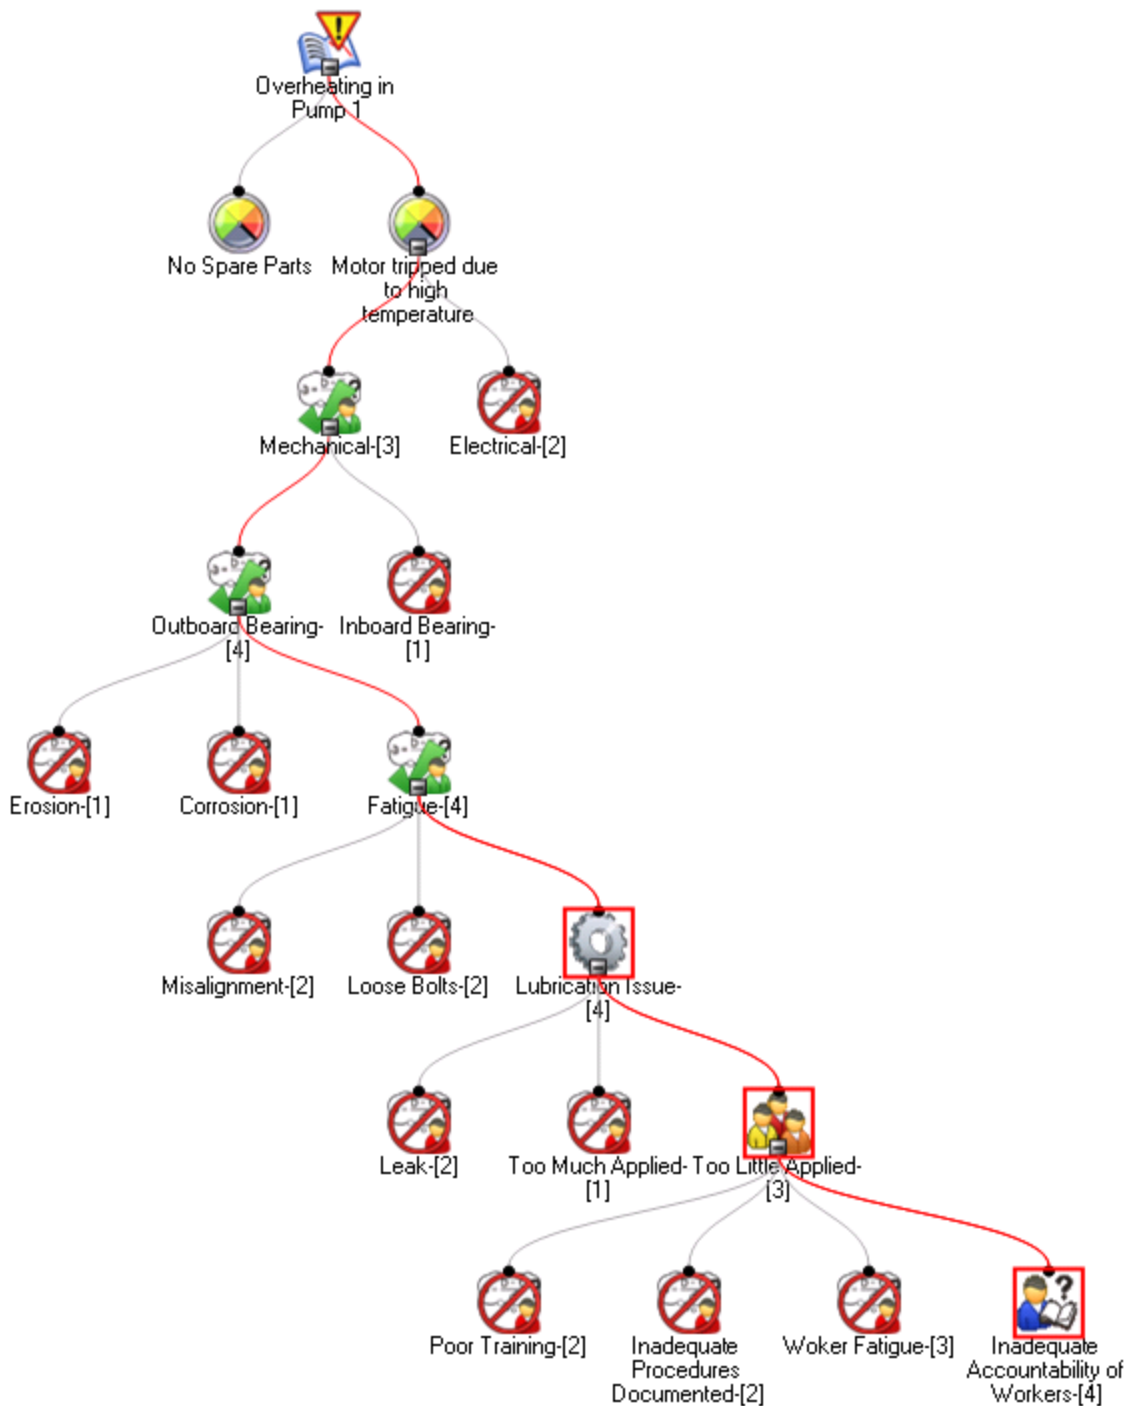 Overheating in
Pump 1
No Spare Parts
Motor tripped due
to high
temperature
Mechanical-[3]
Electrical-[2]
Outboard Bearing-
[4]
Inboard Bearing-
[1]
Erosion-[1]
Corrosion-[1]
Fatigue-[4]
Misalignment-[2]
Loose Bolts-[2]
Lubrication Issue-
[4]
Leak-[2]
Too Much Applied-
[1]
Too Little Applied-
[3]
Poor Training-[2]
Inadequate
Procedures
Documented-[2]
Woker Fatigue-[3]
Inadequate
Accountability of
Workers-[4]